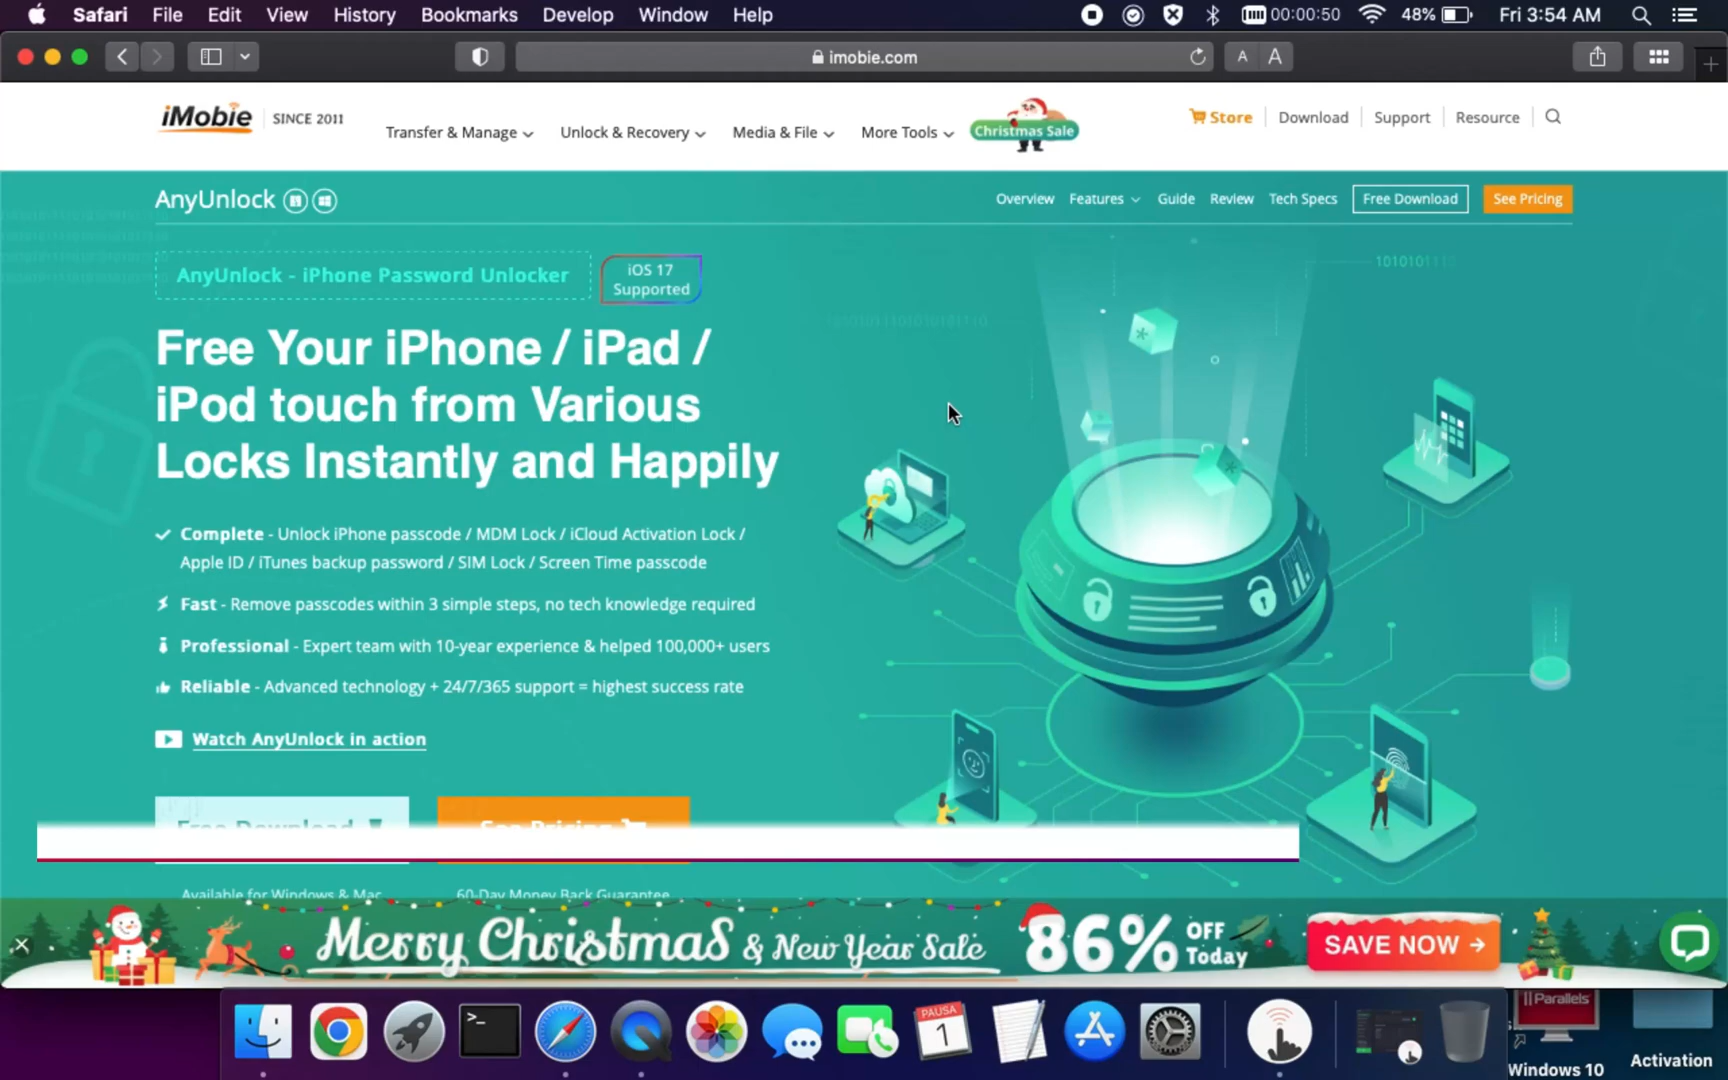 Safari File Edit View History Bookmarks Develop Window Help 00:00:50 48% Fri 3:54 AM
imobie.com A A
iMobie SINCE 2011 Transfer & Manage Unlock & Recovery Media & File More Tools Christmas Sale Store Download Support Resource
AnyUnlock Overview Features Guide Review Tech Specs Free Download See Pricing
AnyUnlock - iPhone Password Unlocker
iOS 17
Supported
1010101110
Free Your iPhone / iPad /
iPod touch from Various
Locks Instantly and Happily
Complete - Unlock iPhone passcode / MDM Lock / iCloud Activation Lock /
Apple ID / iTunes backup password / SIM Lock / Screen Time passcode
Fast - Remove passcodes within 3 simple steps, no tech knowledge required
Professional - Expert team with 10-year experience & helped 100,000+ users
Reliable - Advanced technology + 24/7/365 support = highest success rate
Watch AnyUnlock in action
Free Download See Pricing
Available for Windows & Mac 60-Day Money Back Guarantee
Merry Christmas & New Year Sale 86% OFF Today SAVE NOW
PAUSA
1
Parallels
Windows 10
Activation